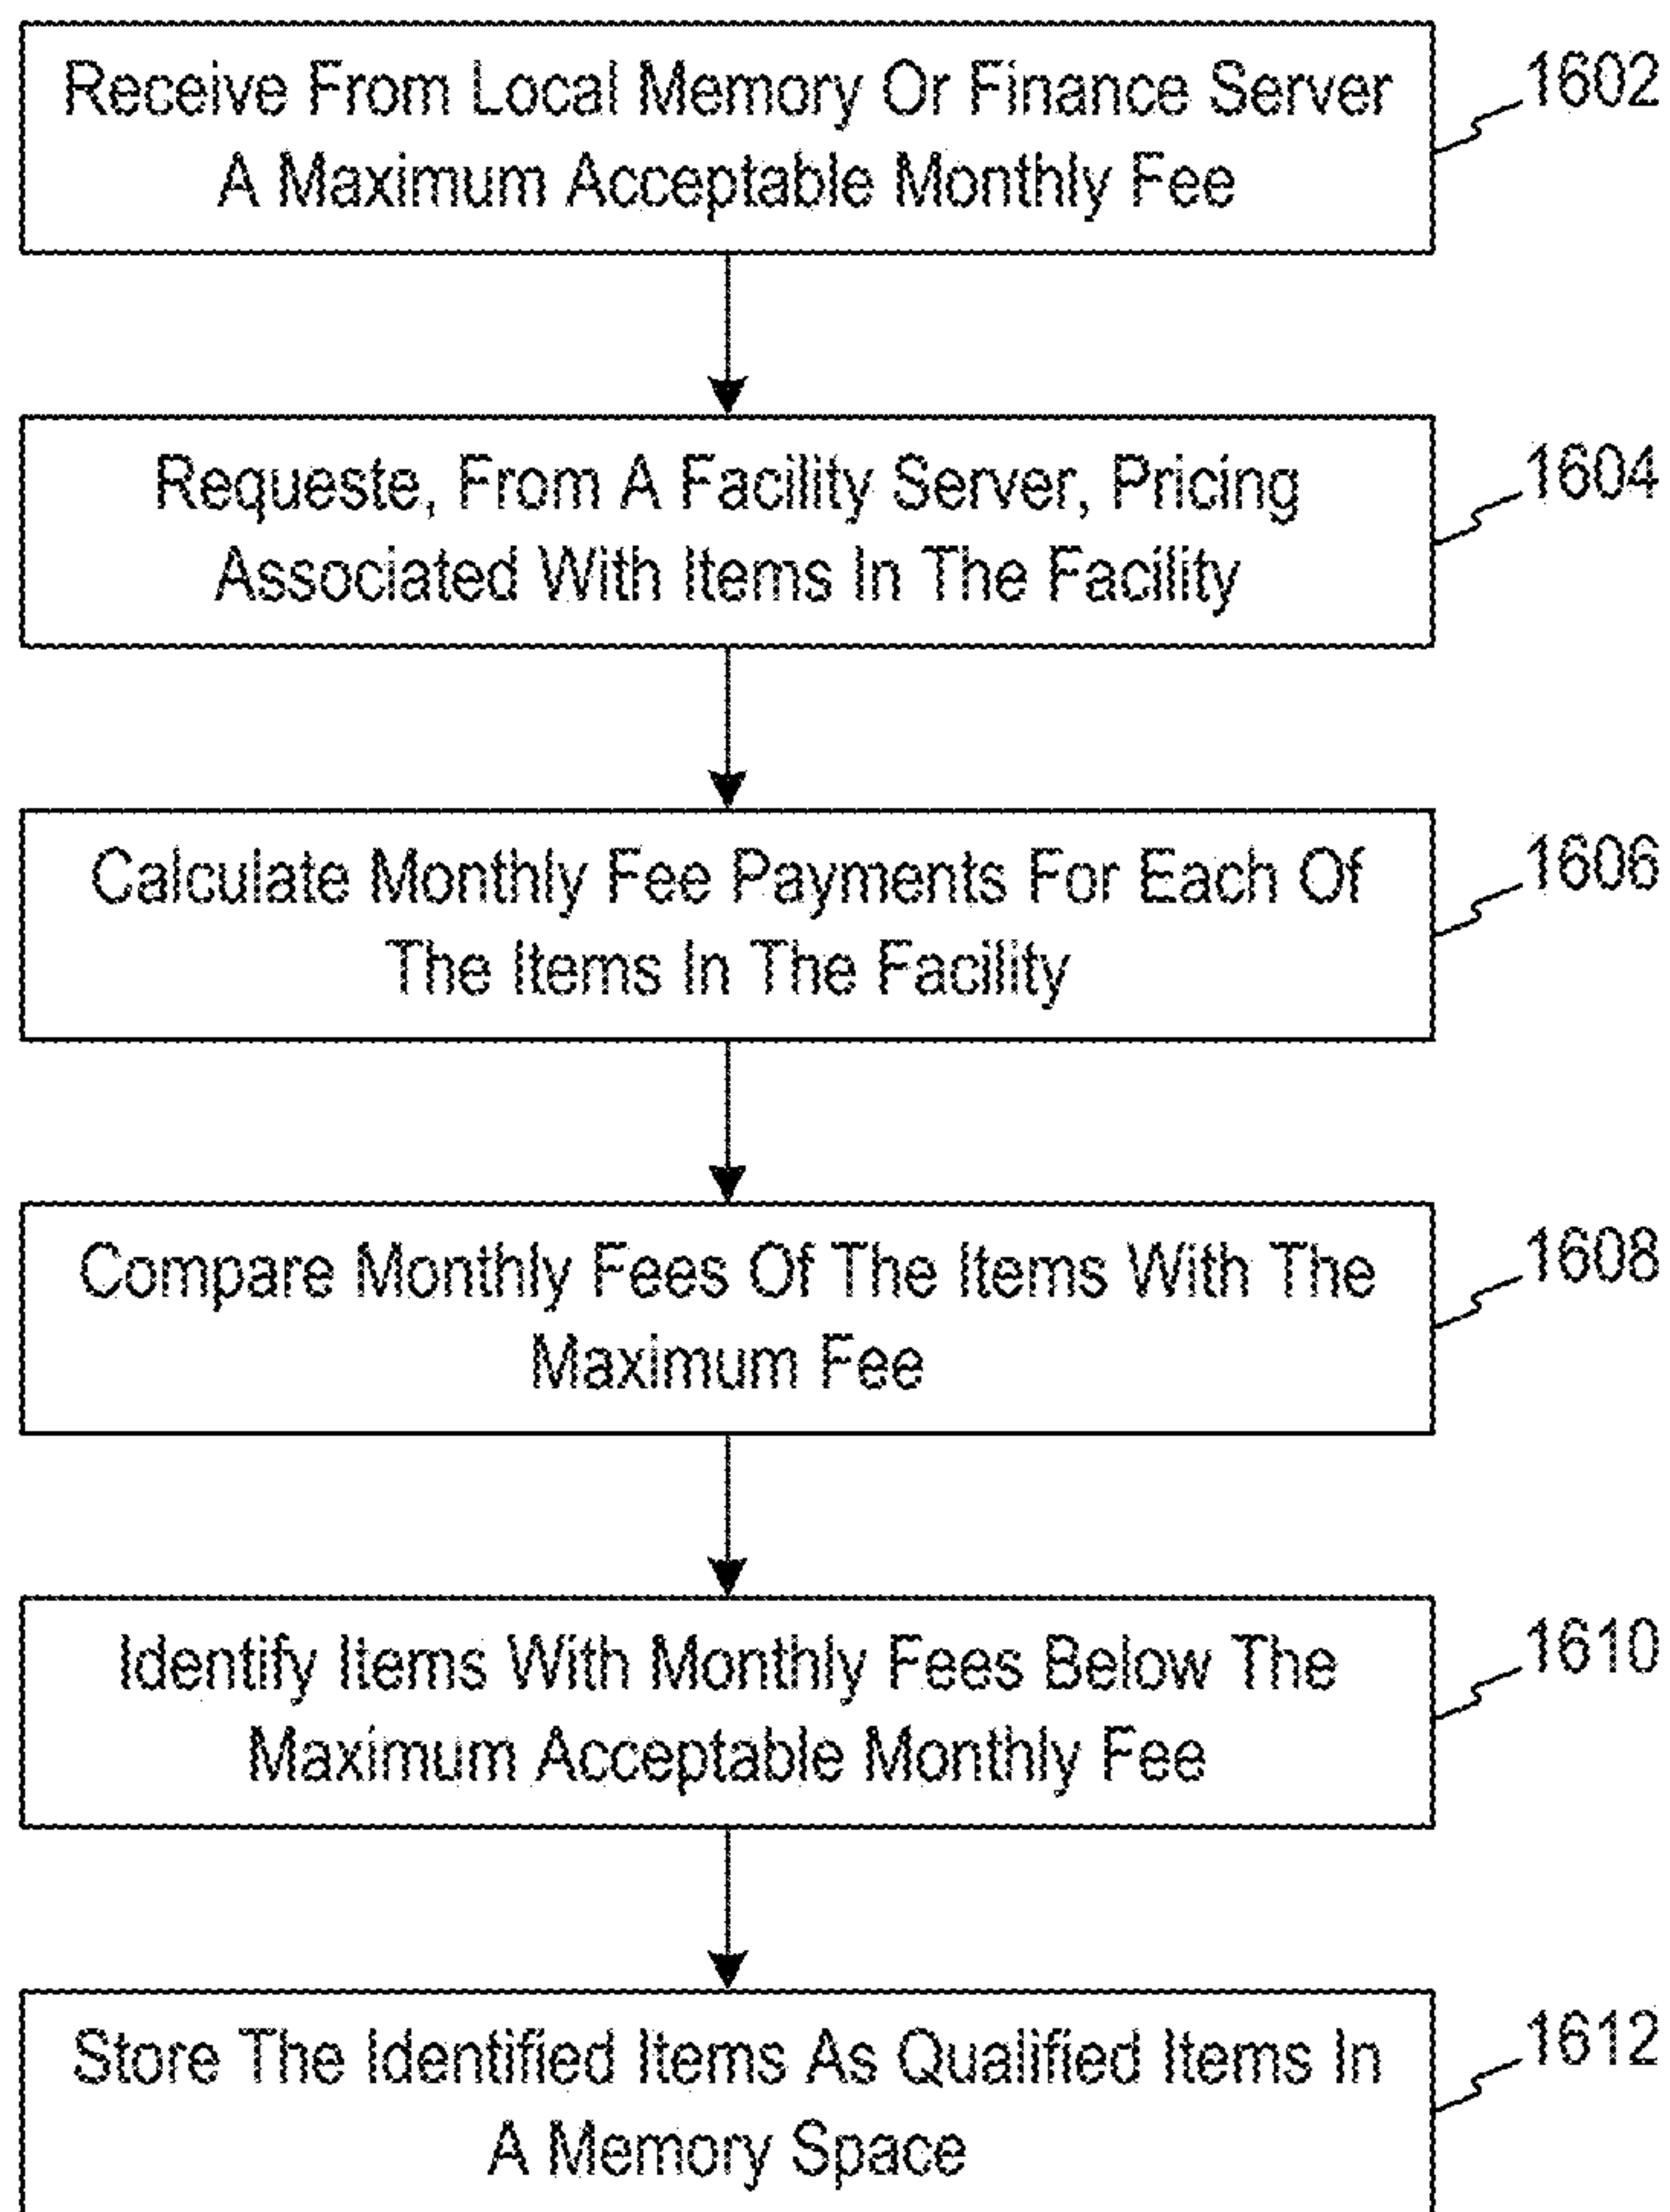 Receive From Local Memory Or Finance Server
A Maximum Acceptable Monthly Fee
1602
Requeste, From A Facility Server, Pricing
Associated With Items In The Facility
1604
Calculate Monthly Fee Payments For Each Of
The Items In The Facility
1606
Compare Monthly Fees Of The Items With The
Maximum Fee
1608
Identify Items With Monthly Fees Below The
Maximum Acceptable Monthly Fee
1610
Store The Identified Items As Qualified Items In
A Memory Space
1612